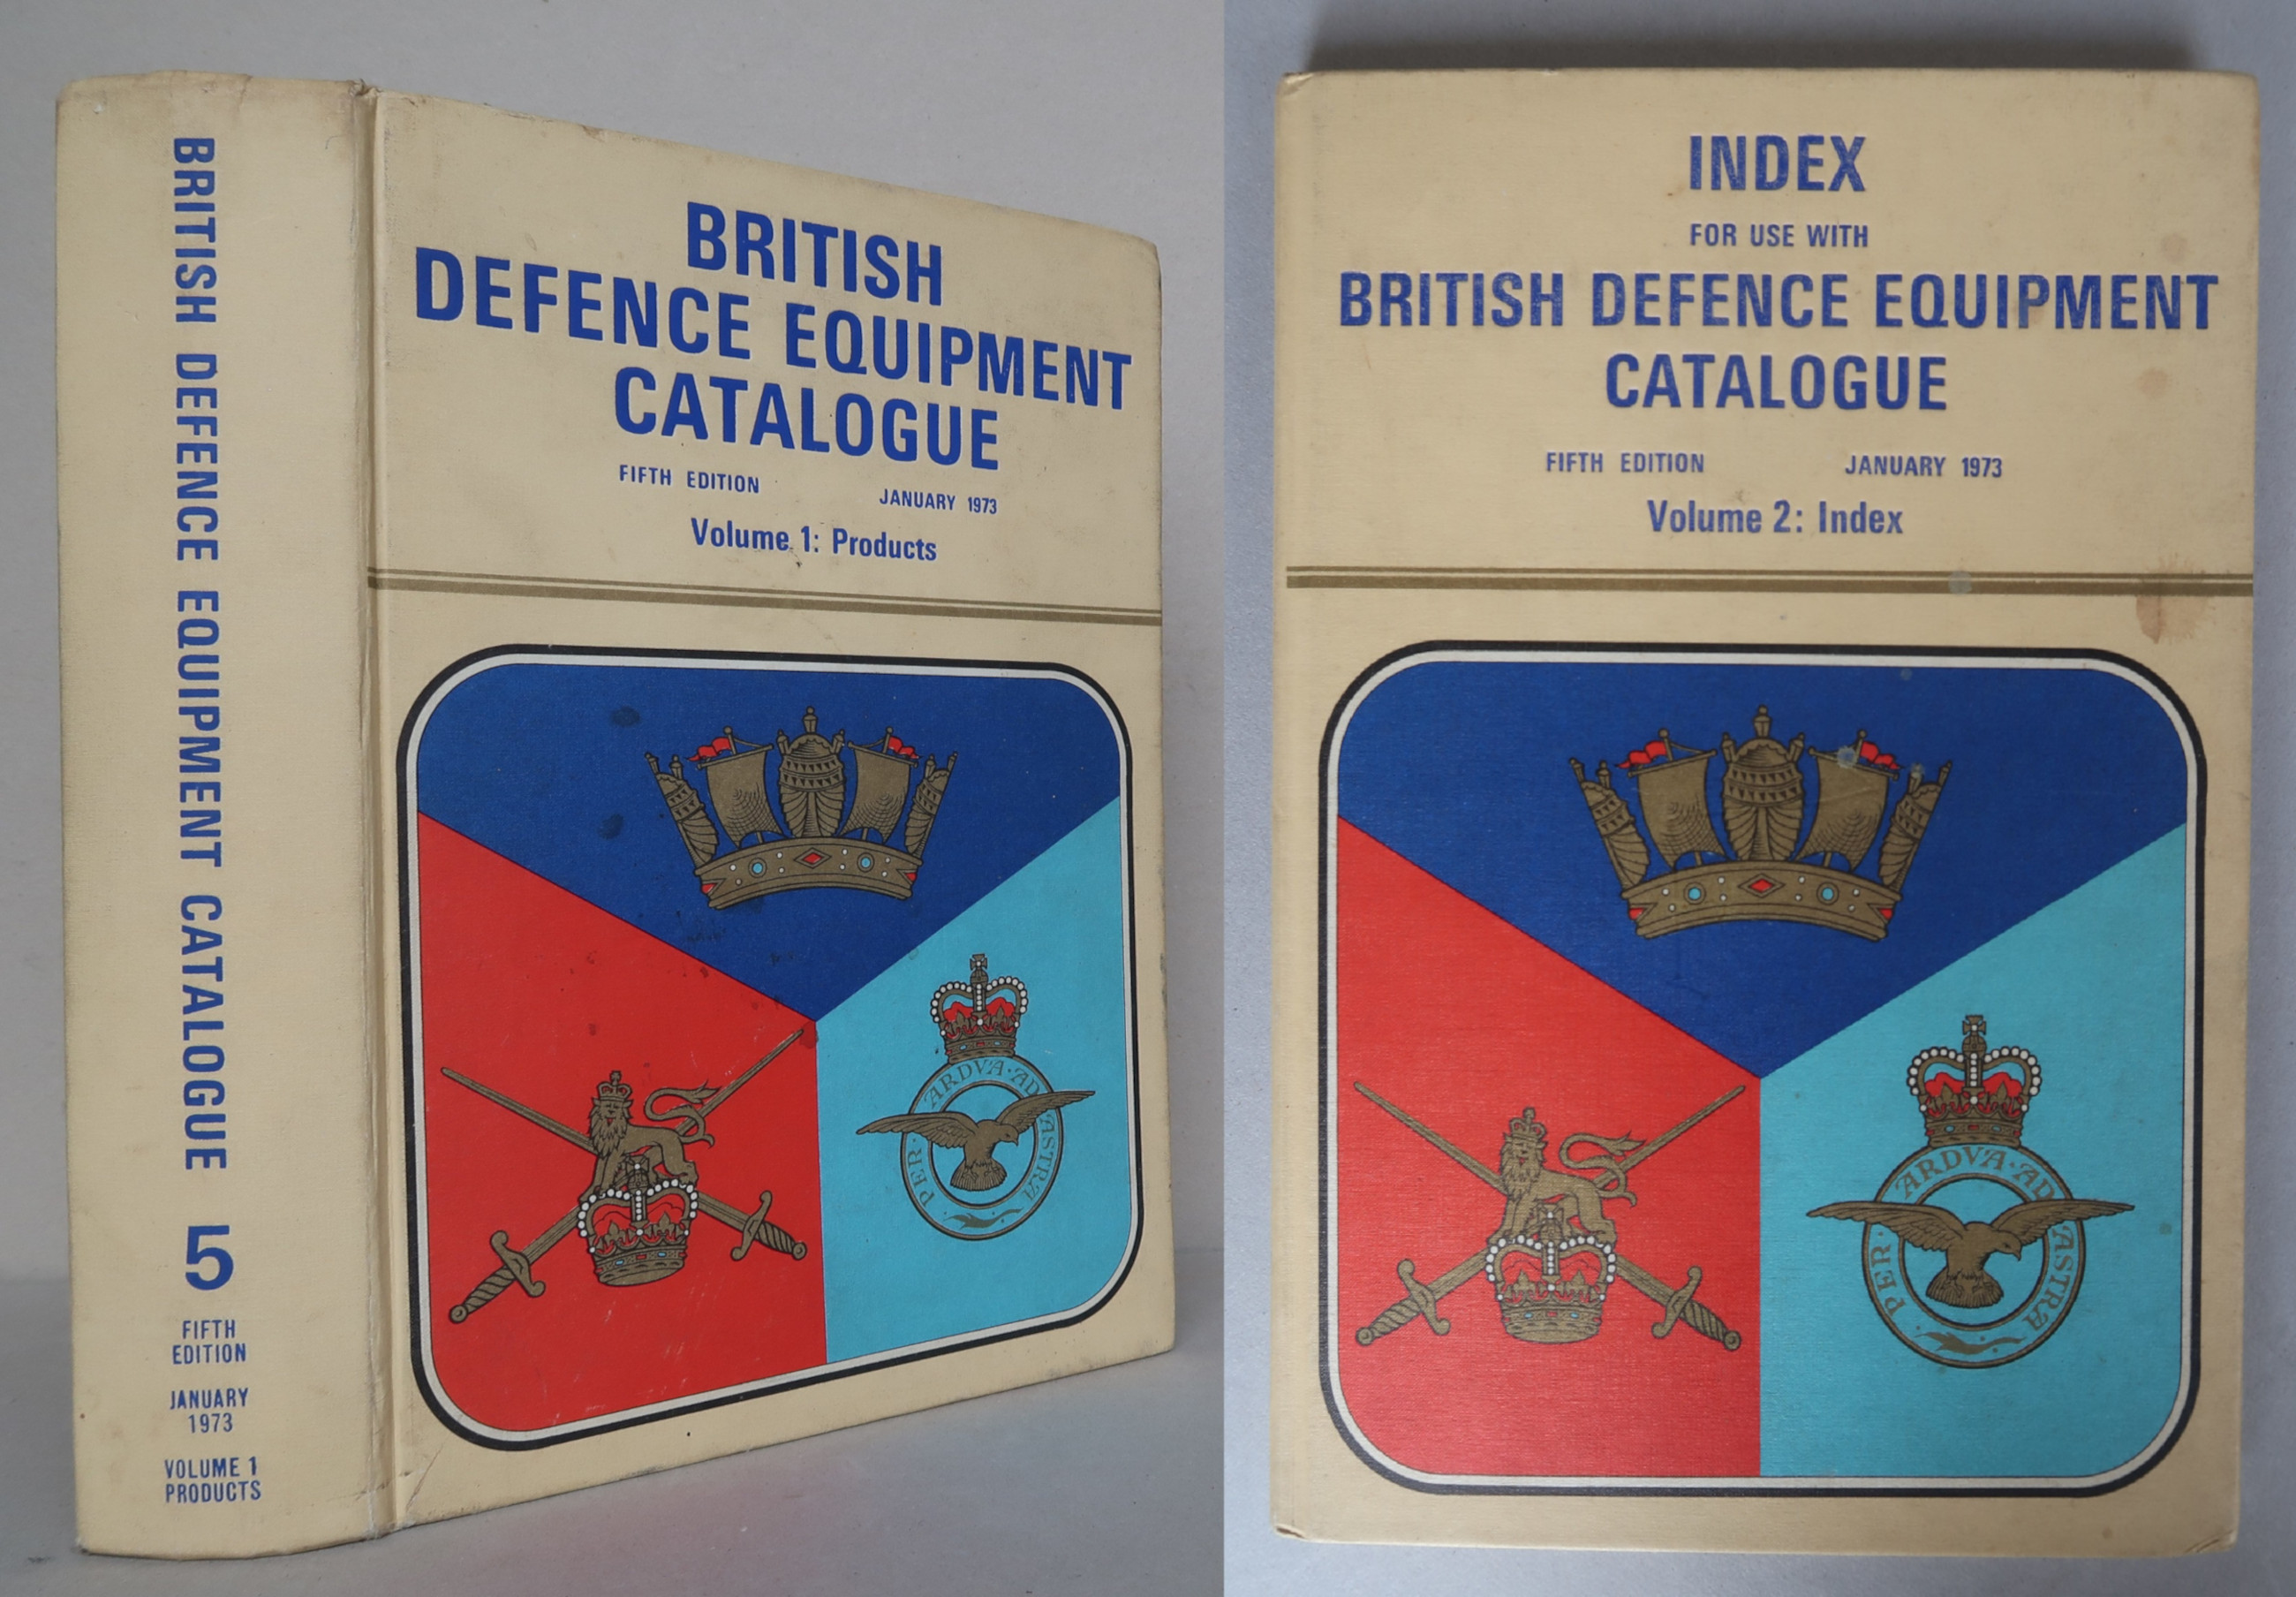 BRITISH DEFENCE EQUIPMENT CATALOGUE
5
FIFTH
EDITION
JANUARY
1973
VOLUME 1
PRODUCTS
BRITISH
DEFENCE EQUIPMENT
CATALOGUE
FIFTH EDITION JANUARY 1973
Volume 1: Products
PER · ARDVA · AD ASTRA
INDEX
FOR USE WITH
BRITISH DEFENCE EQUIPMENT
CATALOGUE
FIFTH EDITION JANUARY 1973
Volume 2: Index
PER · ARDVA · AD ASTRA